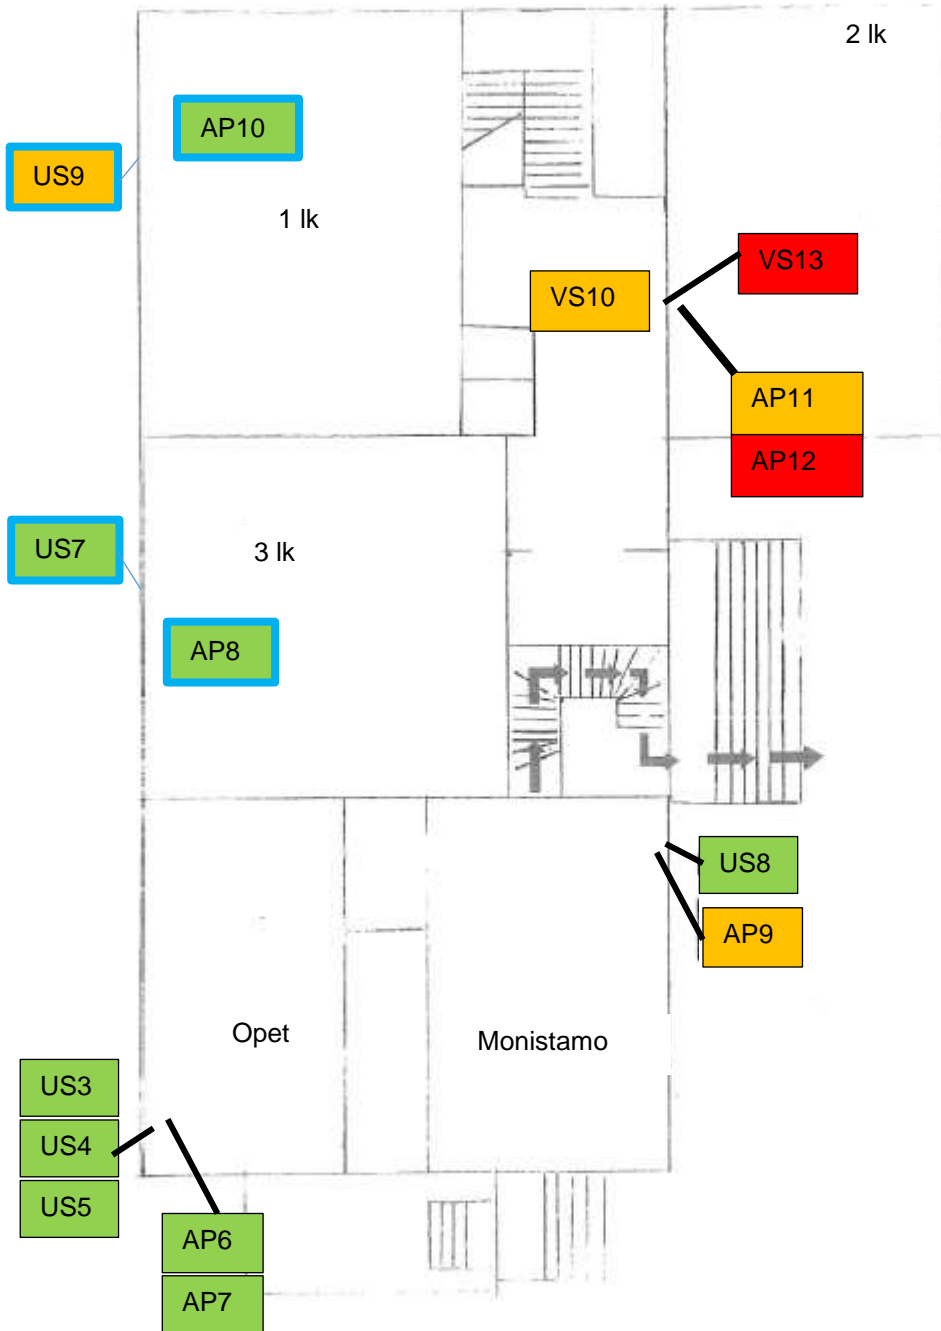 2 lk
AP10
US9
1 lk
VS13
VS10
AP11
AP12
US7
3 lk
AP8
US8
AP9
Opet
Monistamo
US3
US4
US5
AP6
AP7